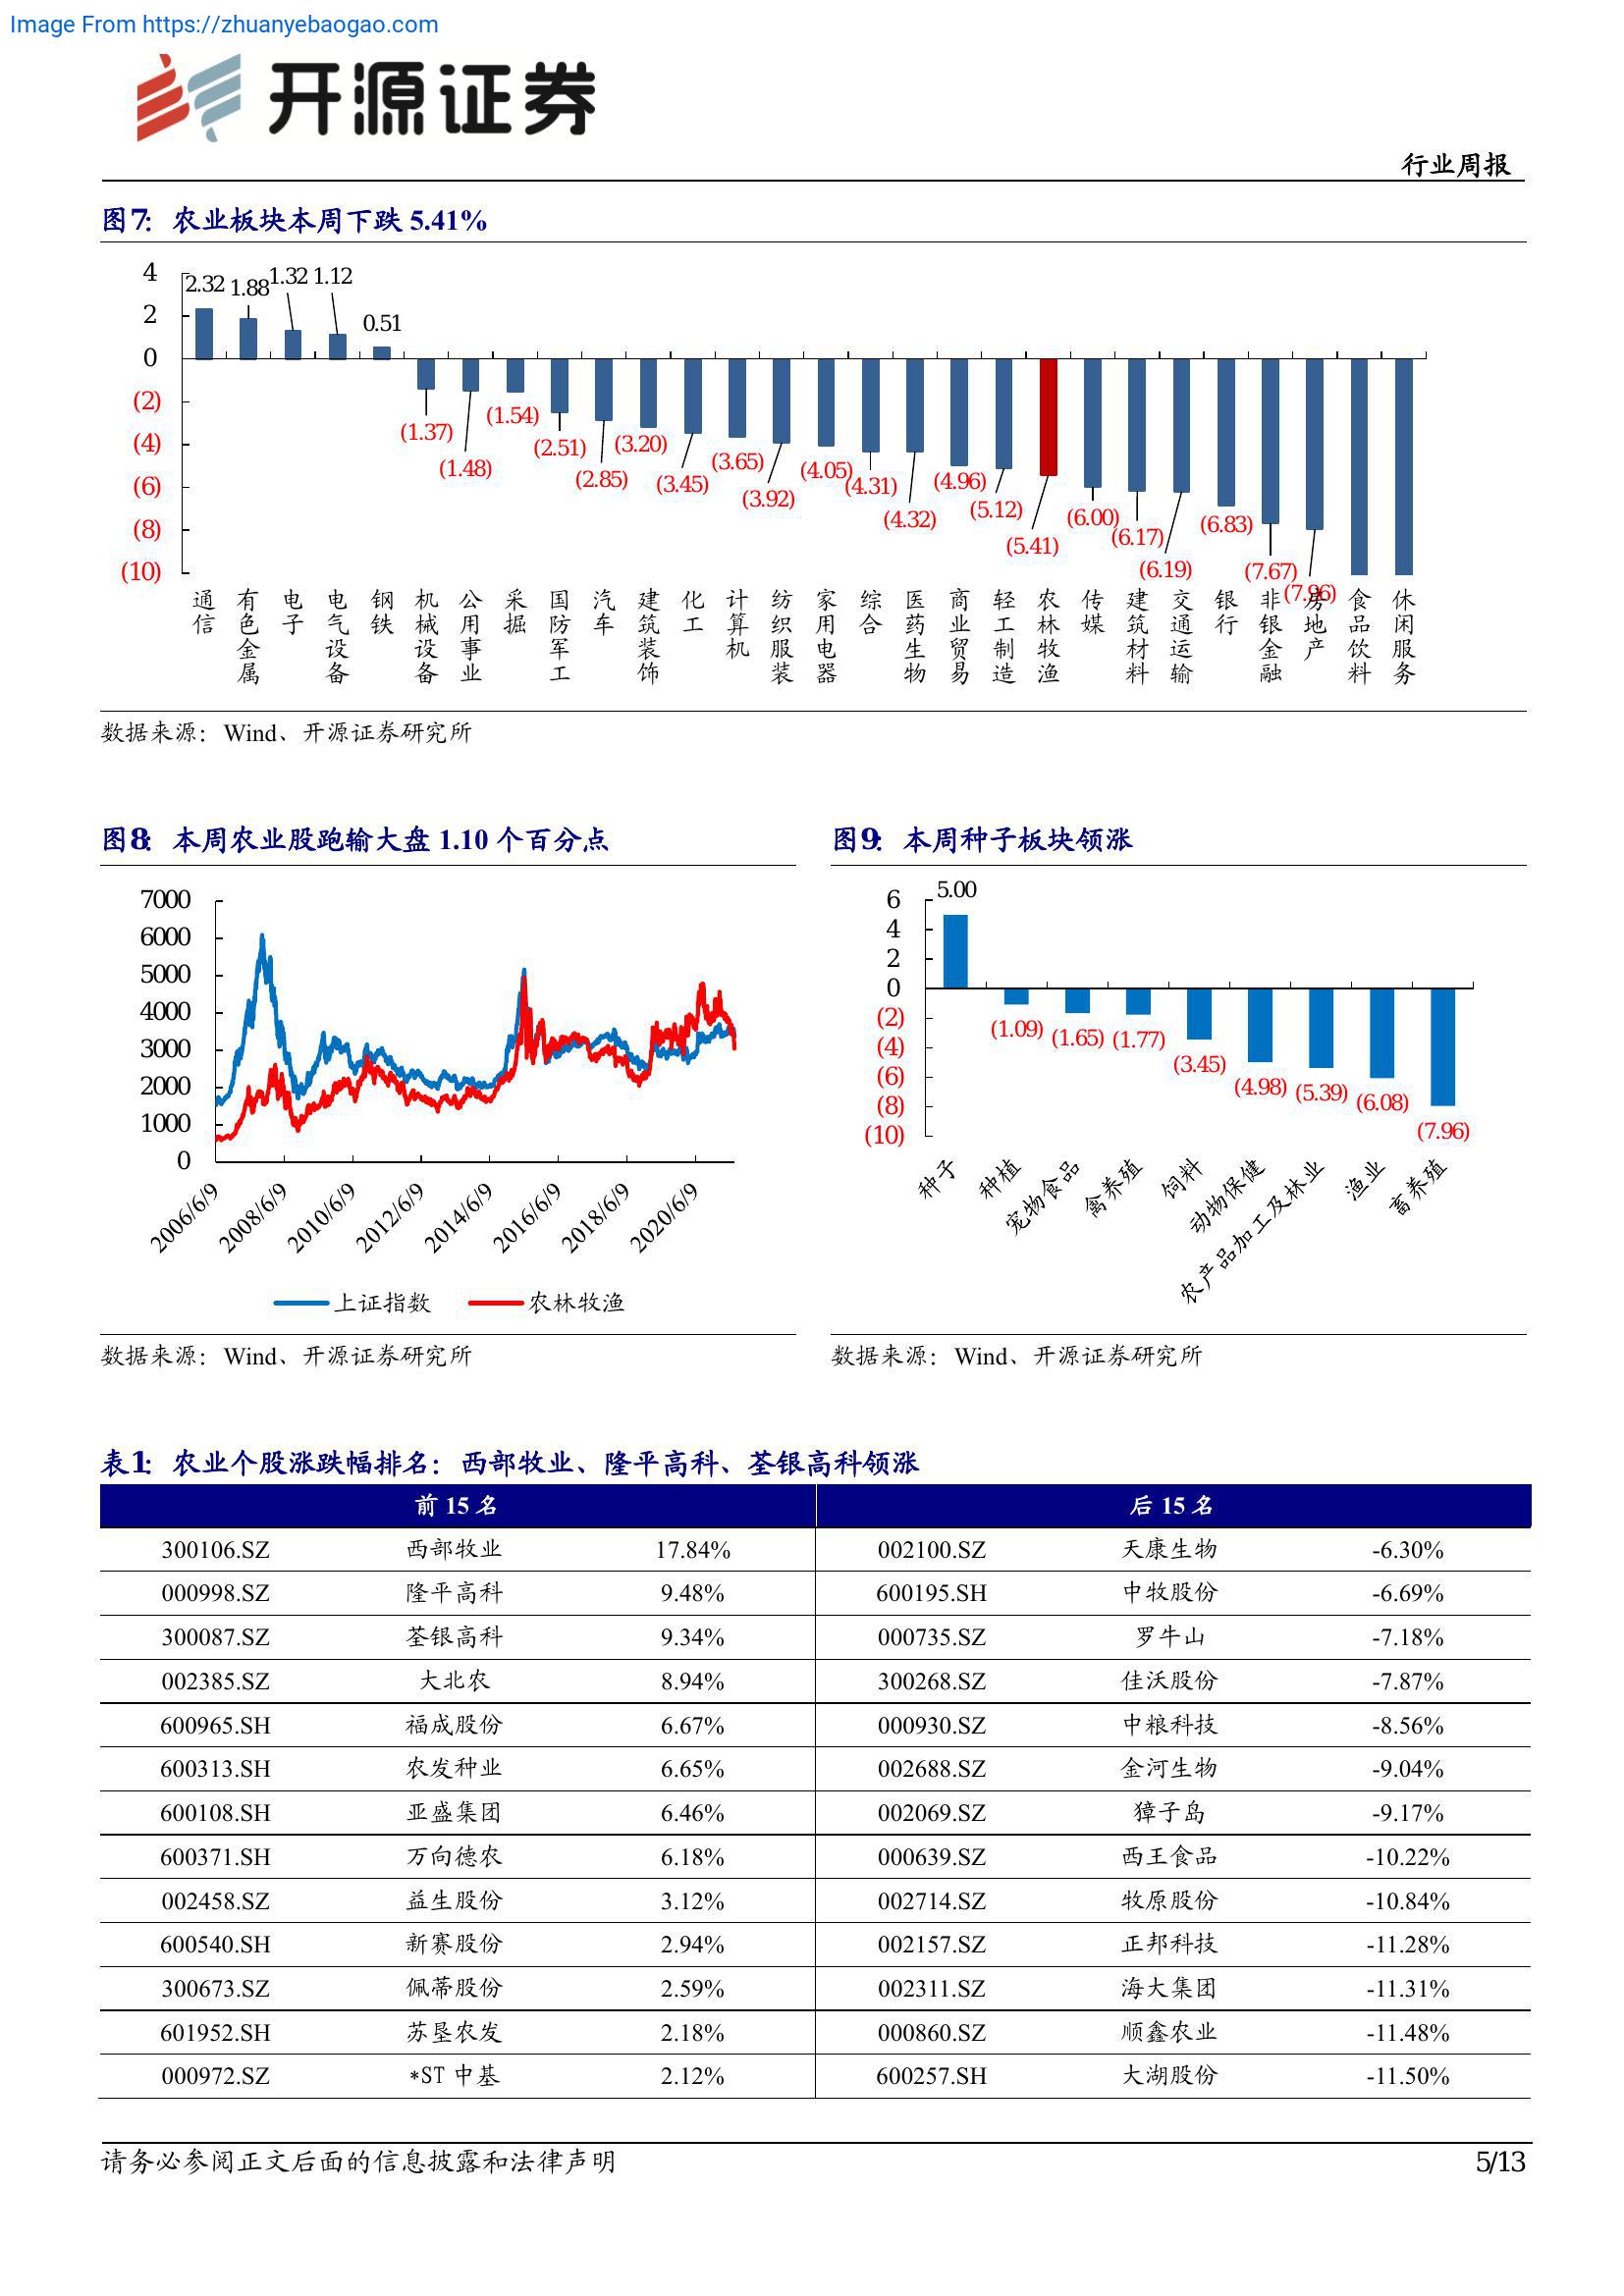 Image From https://zhuanyebaogao.com
开源证券
行业周报
图7： 农业板块本周下跌 5.41%
4
2
0
(2)
(4)
(6)
(8)
(10)
2.32 1.88 1.32 1.12 0.51 (1.37) (1.48) (1.54) (2.51) (2.85) (3.20) (3.45) (3.65) (3.92) (4.05) (4.31) (4.32) (4.96) (5.12) (5.41) (6.00) (6.17) (6.19) (6.83) (7.67) (7.96)
通信 有色金属 电子 电气设备 钢铁 机械设备 公用事业 采掘 国防军工 汽车 建筑装饰 化工 计算机 纺织服装 家用电器 综合 医药生物 商业贸易 轻工制造 农林牧渔 传媒 建筑材料 交通运输 银行 非银金融 房地产 食品饮料 休闲服务
数据来源：Wind、开源证券研究所
图8： 本周农业股跑输大盘 1.10 个百分点
7000
6000
5000
4000
3000
2000
1000
0
2006/6/9 2008/6/9 2010/6/9 2012/6/9 2014/6/9 2016/6/9 2018/6/9 2020/6/9
上证指数 农林牧渔
数据来源：Wind、开源证券研究所
图9： 本周种子板块领涨
6
4
2
0
(2)
(4)
(6)
(8)
(10)
5.00 (1.09) (1.65) (1.77) (3.45) (4.98) (5.39) (6.08) (7.96)
种子 种植 宠物食品 禽养殖 饲料 动物保健 农产品加工及林业 渔业 畜养殖
数据来源：Wind、开源证券研究所
表1： 农业个股涨跌幅排名：西部牧业、隆平高科、荃银高科领涨
前 15 名 后 15 名
300106.SZ 西部牧业 17.84% 002100.SZ 天康生物 -6.30%
000998.SZ 隆平高科 9.48% 600195.SH 中牧股份 -6.69%
300087.SZ 荃银高科 9.34% 000735.SZ 罗牛山 -7.18%
002385.SZ 大北农 8.94% 300268.SZ 佳沃股份 -7.87%
600965.SH 福成股份 6.67% 000930.SZ 中粮科技 -8.56%
600313.SH 农发种业 6.65% 002688.SZ 金河生物 -9.04%
600108.SH 亚盛集团 6.46% 002069.SZ 獐子岛 -9.17%
600371.SH 万向德农 6.18% 000639.SZ 西王食品 -10.22%
002458.SZ 益生股份 3.12% 002714.SZ 牧原股份 -10.84%
600540.SH 新赛股份 2.94% 002157.SZ 正邦科技 -11.28%
300673.SZ 佩蒂股份 2.59% 002311.SZ 海大集团 -11.31%
601952.SH 苏垦农发 2.18% 000860.SZ 顺鑫农业 -11.48%
000972.SZ *ST 中基 2.12% 600257.SH 大湖股份 -11.50%
请务必参阅正文后面的信息披露和法律声明 5/13